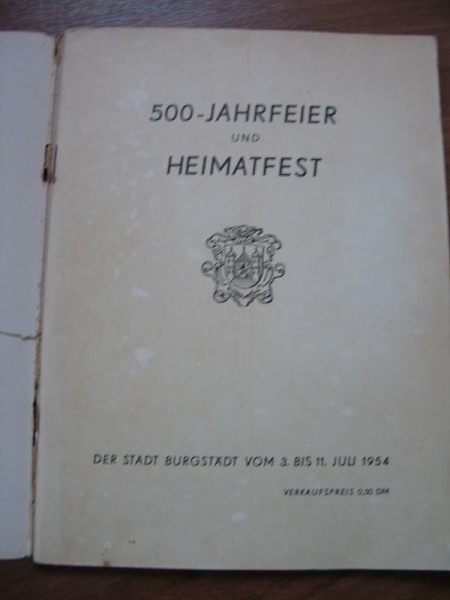 500-JAHRFEIER
UND
HEIMATFEST
DER STADT BURGSTÄDT VOM 3. BIS 11. JULI 1954
VERKAUFSPREIS 0,50 DM